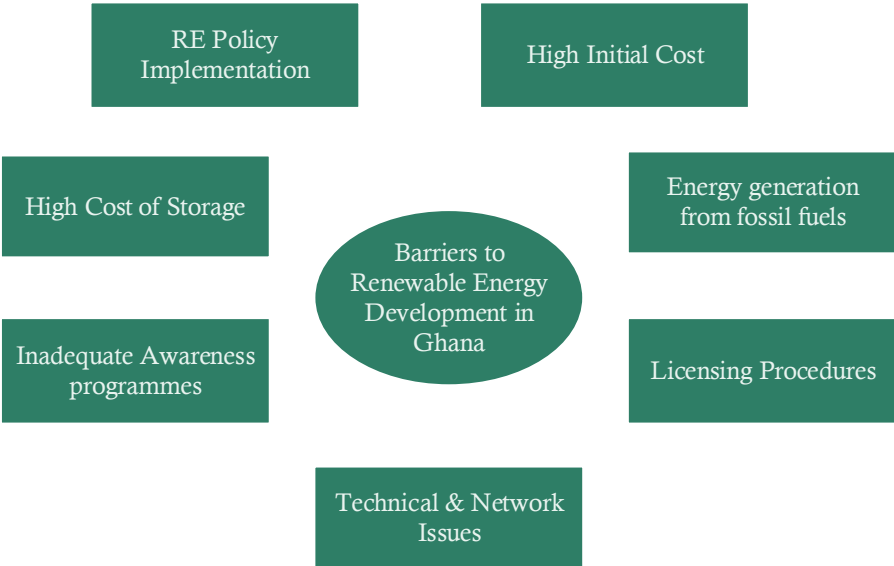 RE Policy
Implementation
High Initial Cost
High Cost of Storage
Energy generation
from fossil fuels
Barriers to
Renewable Energy
Development in
Ghana
Inadequate Awareness
programmes
Licensing Procedures
Technical & Network
Issues